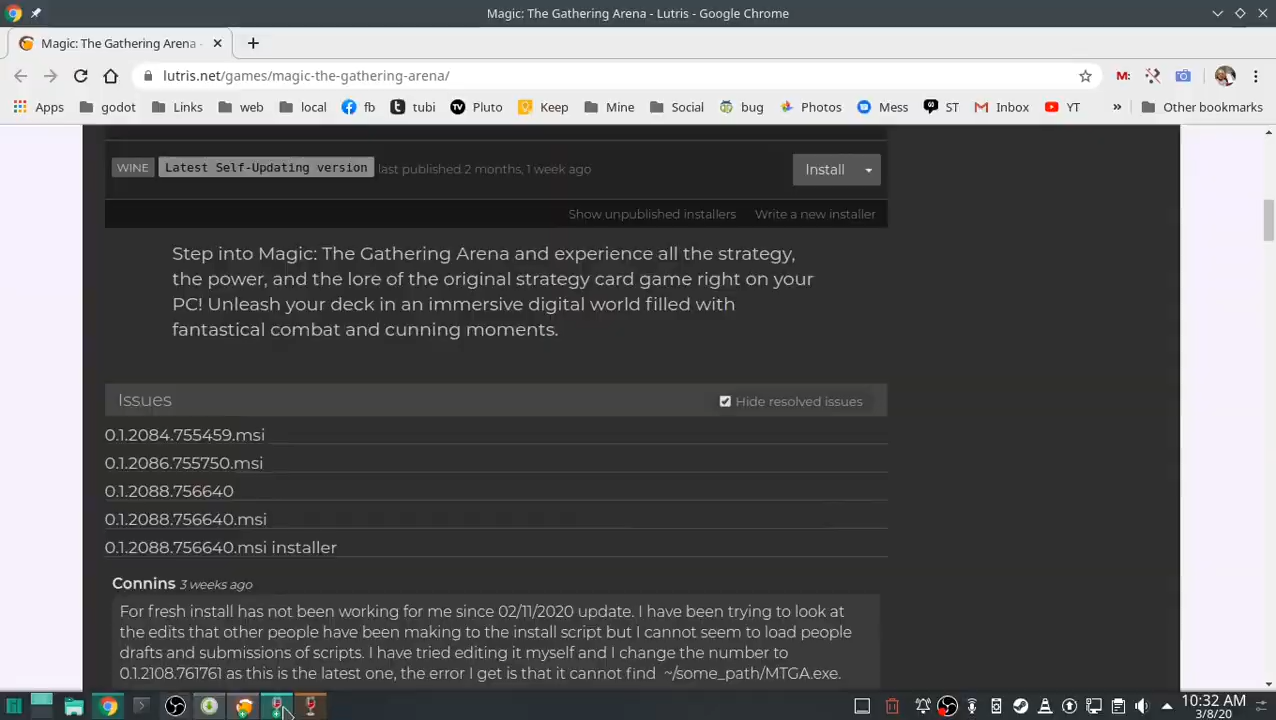 Magic: The Gathering Arena - Lutris - Google Chrome
Magic: The Gathering Arena -
lutris.net/games/magic-the-gathering-arena/
M:
Apps godot Links web local fb tubi TV Pluto Keep Mine Social bug Photos Mess ST Inbox YT » Other bookmarks
WINE Latest Self-Updating version last published 2 months, 1 week ago Install
Show unpublished installers Write a new installer
Step into Magic: The Gathering Arena and experience all the strategy,
the power, and the lore of the original strategy card game right on your
PC! Unleash your deck in an immersive digital world filled with
fantastical combat and cunning moments.
Issues Hide resolved issues
0.1.2084.755459.msi
0.1.2086.755750.msi
0.1.2088.756640
0.1.2088.756640.msi
0.1.2088.756640.msi installer
Connins 3 weeks ago
For fresh install has not been working for me since 02/11/2020 update. I have been trying to look at
the edits that other people have been making to the install script but I cannot seem to load people
drafts and submissions of scripts. I have tried editing it myself and I change the number to
0.1.2108.761761 as this is the latest one, the error I get is that it cannot find ~/some_path/MTGA.exe.
10:32 AM
3/8/20